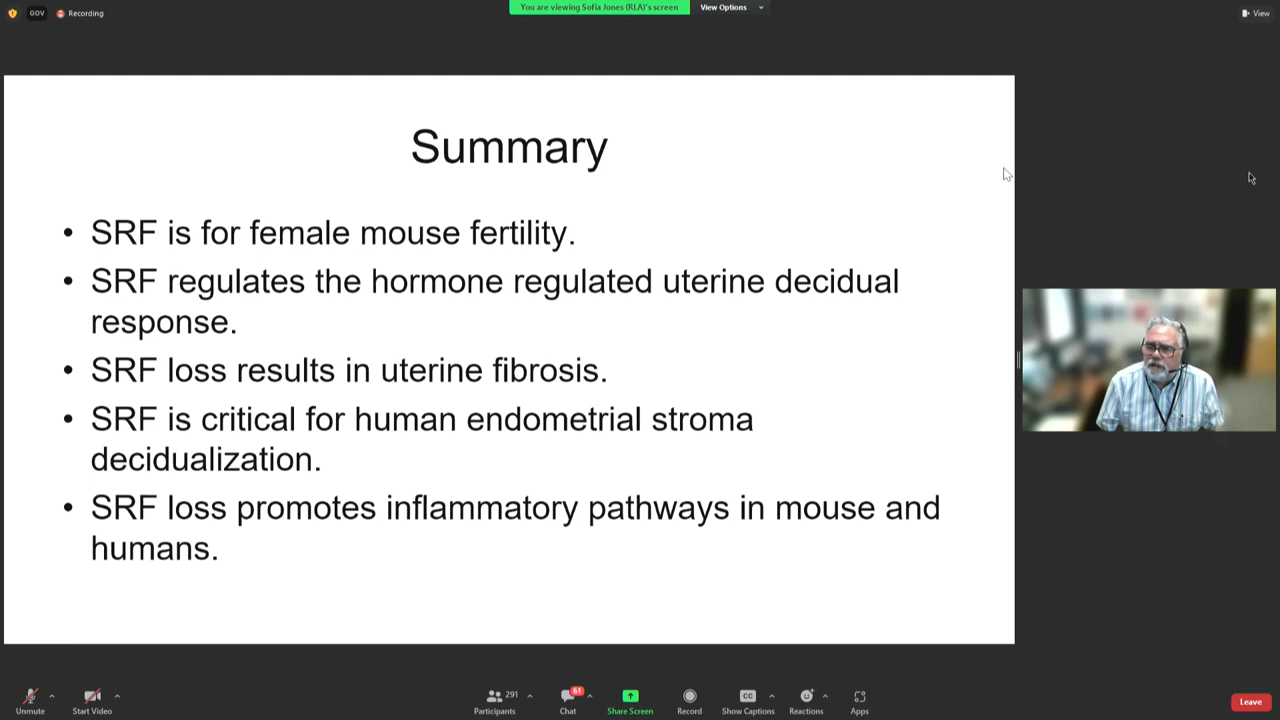 GOV Recording You are viewing Sofia Jones (RLA)'s screen View Options View
Summary
• SRF is for female mouse fertility.
• SRF regulates the hormone regulated uterine decidual
response.
• SRF loss results in uterine fibrosis.
• SRF is critical for human endometrial stroma
decidualization.
• SRF loss promotes inflammatory pathways in mouse and
humans.
291 61
CC
Unmute Start Video Participants Chat Share Screen Record Show Captions Reactions Apps Leave